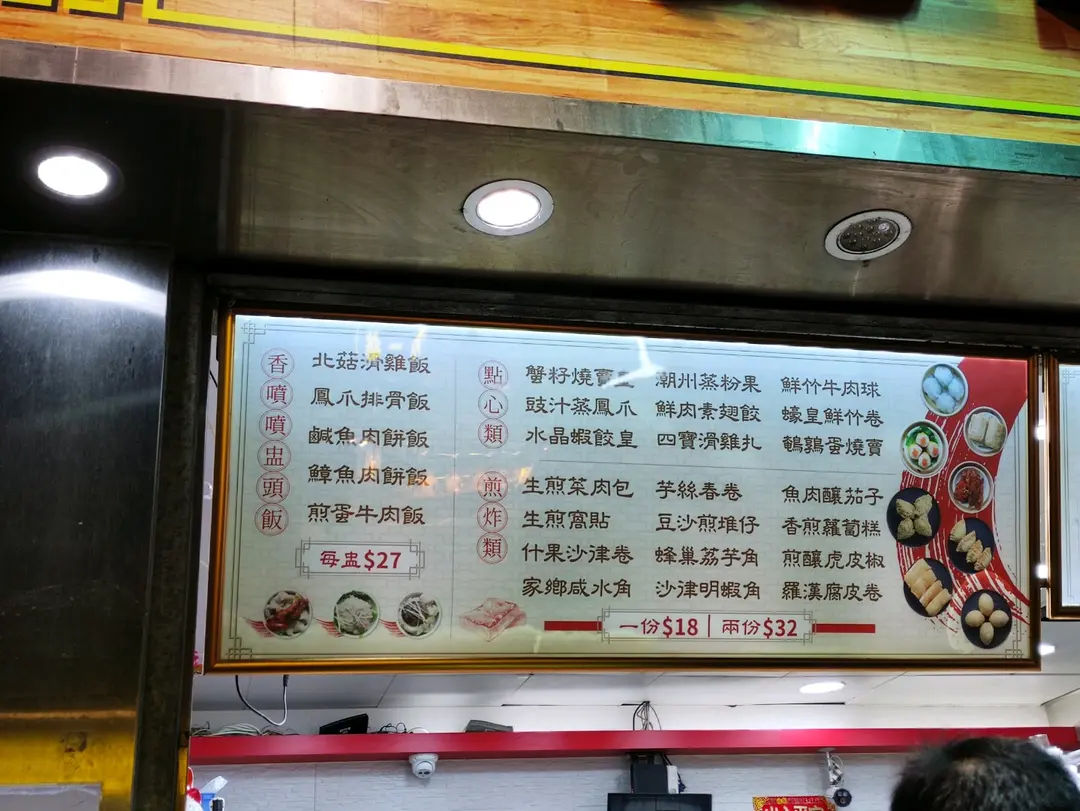 香噴噴盅頭飯
北菇滑雞飯
鳳爪排骨飯
鹹魚肉餅飯
鱆魚肉餅飯
煎蛋牛肉飯
每盅$27
點心類
蟹籽燒賣皇 潮州蒸粉果 鮮竹牛肉球
豉汁蒸鳳爪 鮮肉素翅餃 蠔皇鮮竹卷
水晶蝦餃皇 四寶滑雞扎 鵪鶉蛋燒賣
煎炸類
生煎菜肉包 芋絲春卷 魚肉釀茄子
生煎窩貼 豆沙煎堆仔 香煎蘿蔔糕
什果沙律卷 蜂巢荔芋角 煎釀虎皮椒
家鄉咸水角 沙律明蝦角 羅漢腐皮卷
一份$18 | 兩份$32